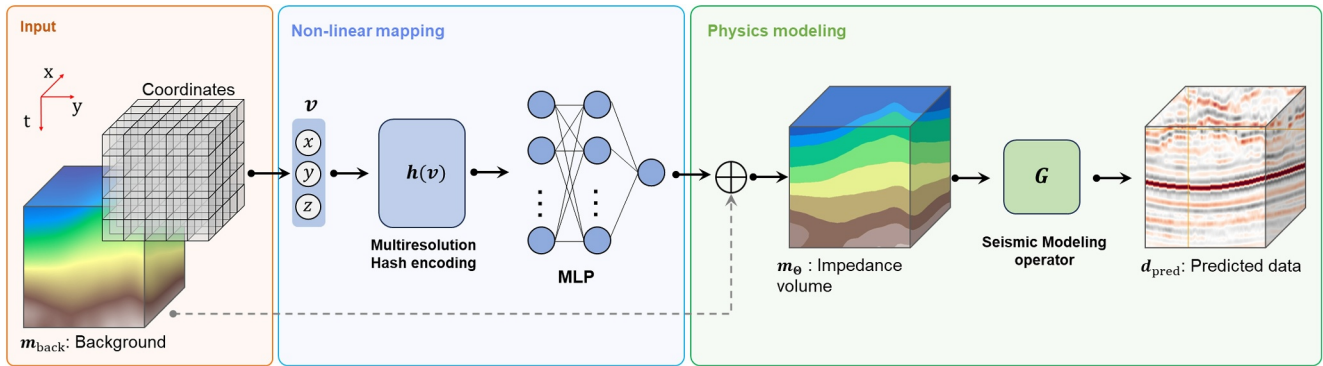 Input
Non-linear mapping
Physics modeling
x
y
t
Coordinates
v
x
y
z
h(v)
Multiresolution
Hash encoding
MLP
G
Seismic Modeling
operator
m_Θ : Impedance
volume
d_pred: Predicted data
m_back: Background